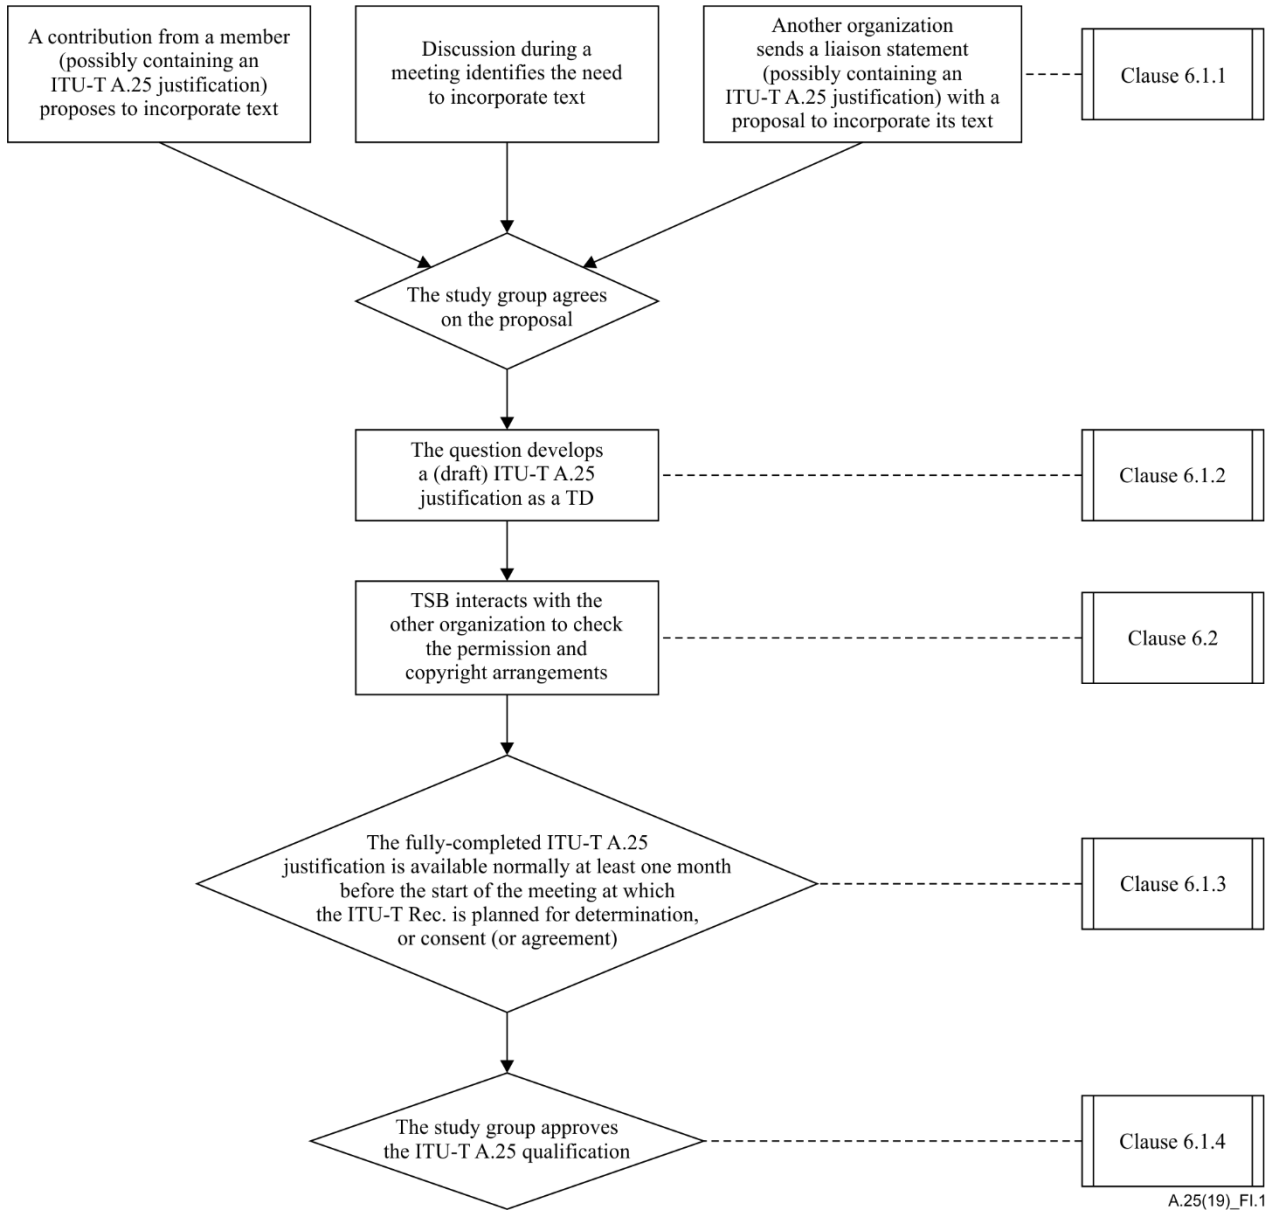 A contribution from a member
(possibly containing an
ITU-T A.25 justification)
proposes to incorporate text
Discussion during a
meeting identifies the need
to incorporate text
Another organization
sends a liaison statement
(possibly containing an
ITU-T A.25 justification) with a
proposal to incorporate its text
Clause 6.1.1
The study group agrees
on the proposal
The question develops
a (draft) ITU-T A.25
justification as a TD
Clause 6.1.2
TSB interacts with the
other organization to check
the permission and
copyright arrangements
Clause 6.2
The fully-completed ITU-T A.25
justification is available normally at least one month
before the start of the meeting at which
the ITU-T Rec. is planned for determination,
or consent (or agreement)
Clause 6.1.3
The study group approves
the ITU-T A.25 qualification
Clause 6.1.4
A.25(19)_FI.1